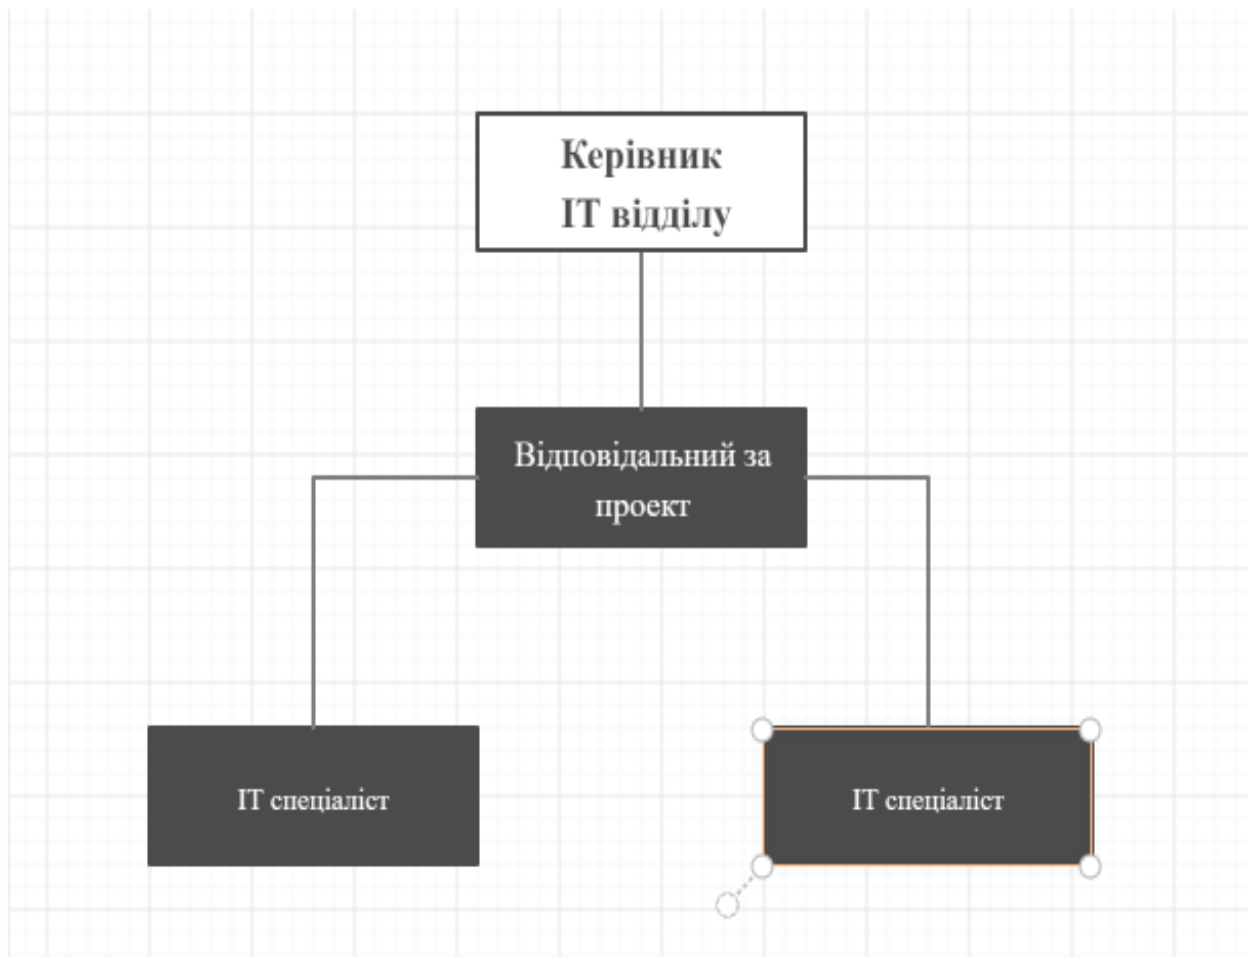 Керівник
ІТ відділу
Відповідальний за
проект
ІТ спеціаліст
ІТ спеціаліст